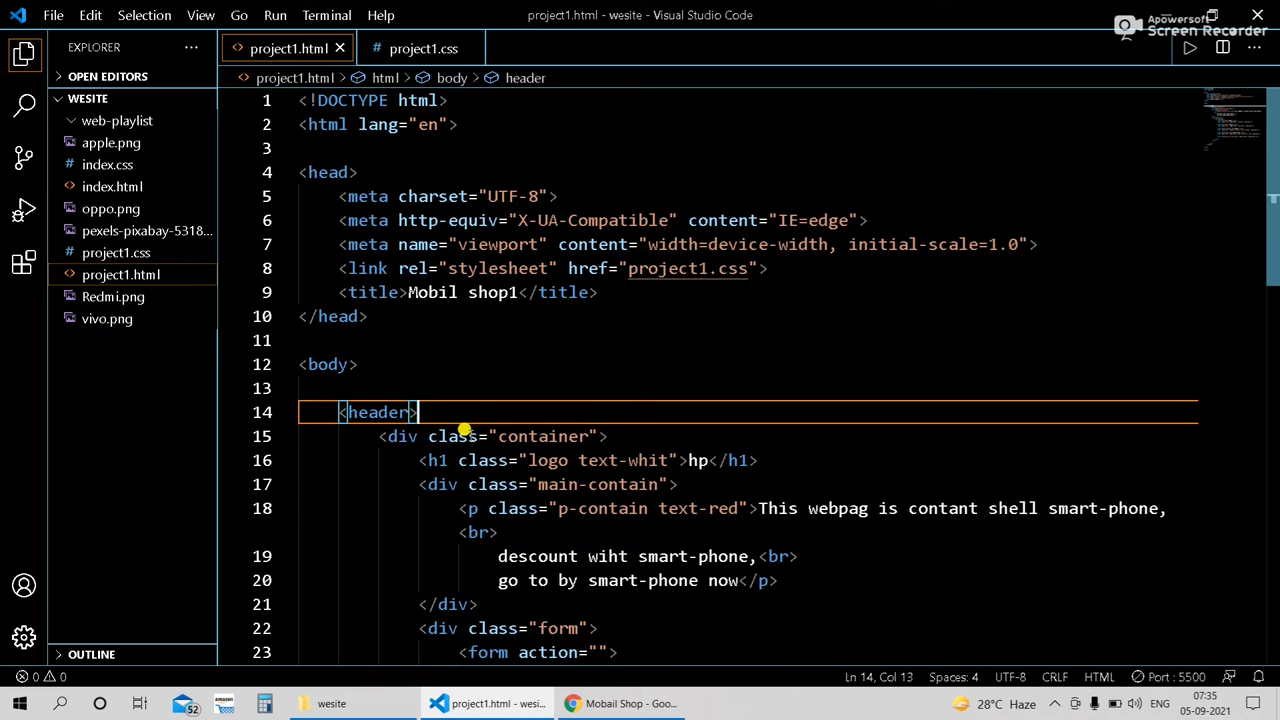 File Edit Selection View Go Run Terminal Help
project1.html - wesite - Visual Studio Code
Apowersoft
Screen Recorder
EXPLORER
project1.html
project1.css
OPEN EDITORS
project1.html > html > body > header
WESITE
web-playlist
apple.png
index.css
index.html
oppo.png
pexels-pixabay-5318...
project1.css
project1.html
Redmi.png
vivo.png
OUTLINE
1 <!DOCTYPE html>
2 <html lang="en">
3
4 <head>
5 <meta charset="UTF-8">
6 <meta http-equiv="X-UA-Compatible" content="IE=edge">
7 <meta name="viewport" content="width=device-width, initial-scale=1.0">
8 <link rel="stylesheet" href="project1.css">
9 <title>Mobil shop1</title>
10 </head>
11
12 <body>
13
14 <header>
15 <div class="container">
16 <h1 class="logo text-whit">hp</h1>
17 <div class="main-contain">
18 <p class="p-contain text-red">This webpag is contant shell smart-phone,
<br>
19 descount wiht smart-phone,<br>
20 go to by smart-phone now</p>
21 </div>
22 <div class="form">
23 <form action="">
0 0
Ln 14, Col 13 Spaces: 4 UTF-8 CRLF HTML Port : 5500
52
amazon
wesite
project1.html - wesi...
Mobail Shop - Goo...
28°C Haze
ENG
07:35
05-09-2021